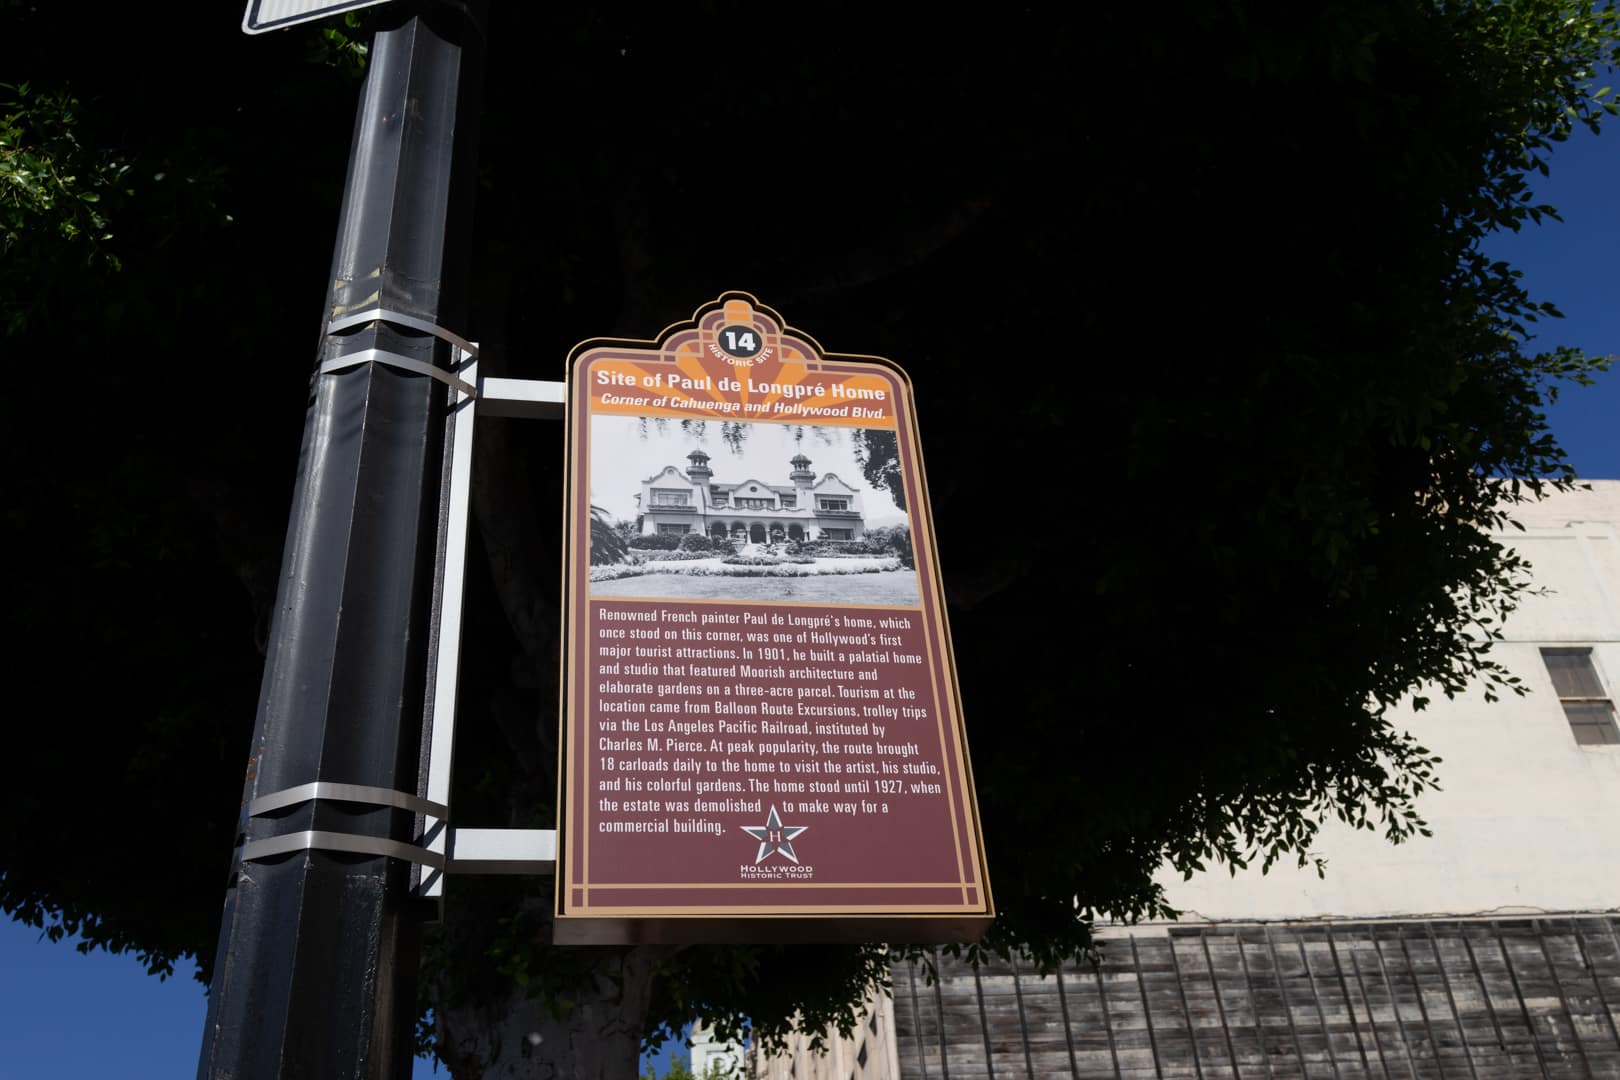 14
HISTORIC SITE
Site of Paul de Longpré Home
Corner of Cahuenga and Hollywood Blvd.
Renowned French painter Paul de Longpré's home, which
once stood on this corner, was one of Hollywood's first
major tourist attractions. In 1901, he built a palatial home
and studio that featured Moorish architecture and
elaborate gardens on a three-acre parcel. Tourism at the
location came from Balloon Route Excursions, trolley trips
via the Los Angeles Pacific Railroad, instituted by
Charles M. Pierce. At peak popularity, the route brought
18 carloads daily to the home to visit the artist, his studio,
and his colorful gardens. The home stood until 1927, when
the estate was demolished to make way for a
commercial building.
H
HOLLYWOOD
HISTORIC TRUST